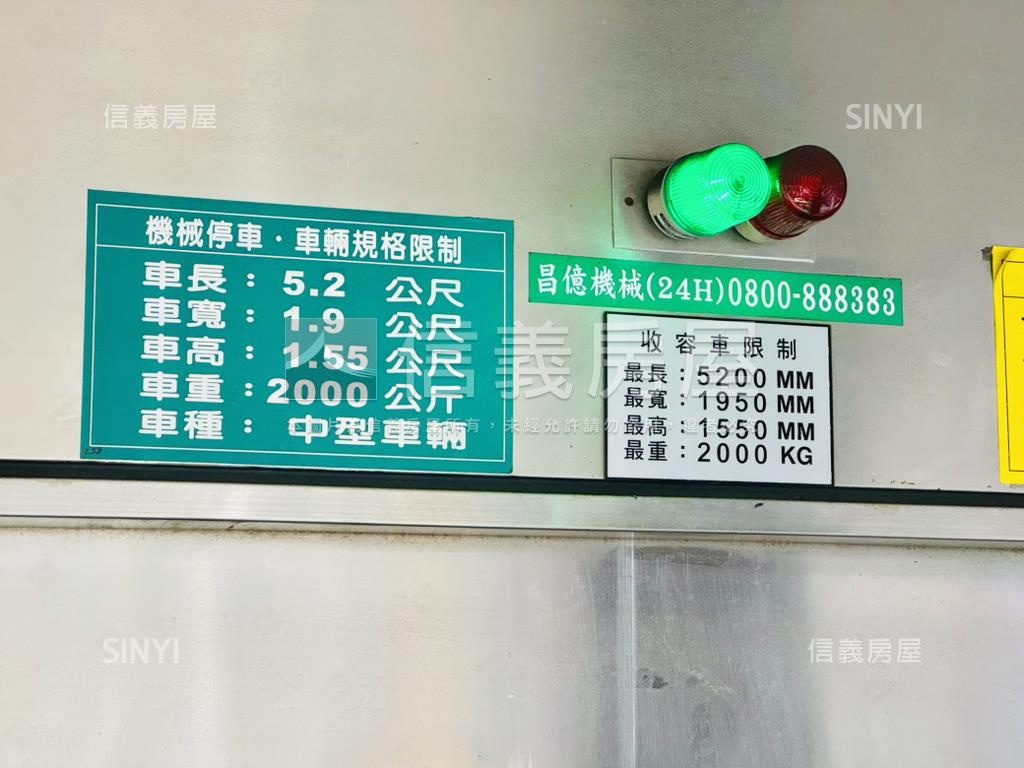 信義房屋
SINYI
機械停車·車輛規格限制
車長：5.2 公尺
車寬：1.9 公尺
車高：1.55 公尺
車重：2000 公斤
車種：中型車輛
昌億機械(24H)0800-888383
收容車限制
最長：5200 MM
最寬：1950 MM
最高：1550 MM
最重：2000 KG
信義房屋
SINYI
信義房屋